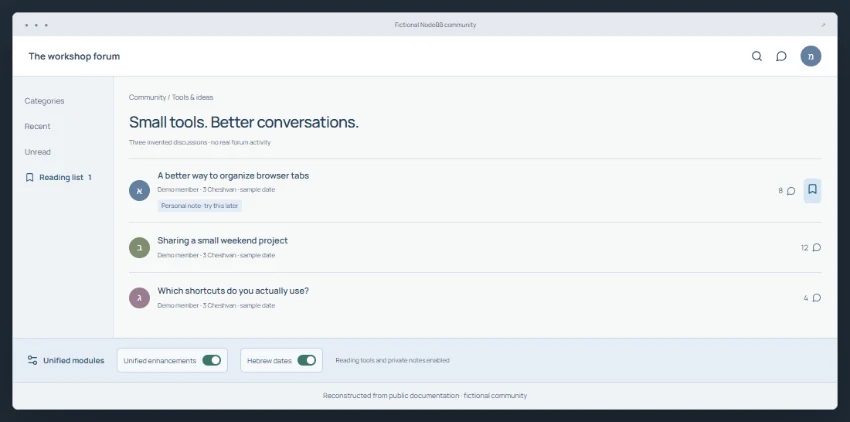 Fictional NodeBB community
The workshop forum
מ
Categories
Recent
Unread
Reading list 1
Community / Tools & ideas
Small tools. Better conversations.
Three invented discussions · no real forum activity
א
A better way to organize browser tabs
Demo member · 3 Cheshvan · sample date
Personal note · try this later
8
ב
Sharing a small weekend project
Demo member · 3 Cheshvan · sample date
12
ג
Which shortcuts do you actually use?
Demo member · 3 Cheshvan · sample date
4
Unified modules
Unified enhancements
Hebrew dates
Reading tools and private notes enabled
Reconstructed from public documentation · fictional community